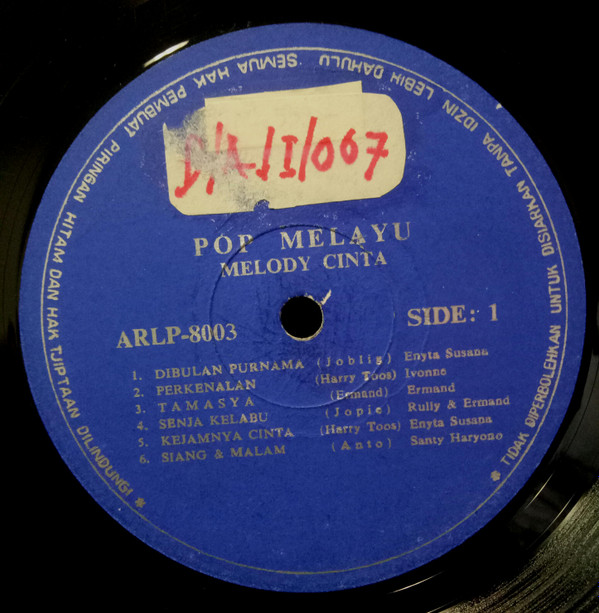 SEMUA HAK PEMBUAT PIRINGAN HITAM DAN HAK TJIPTAAN DILINDUNGI *
* TIDAK DIPERBOLEHKAN UNTUK DISIARKAN TANPA IDZIN LEBIH DAHULU
D/A/I/067
POP MELAYU
MELODY CINTA
ARLP-8003
SIDE: 1
1. DIBULAN PURNAMA (Joblig) Enyta Susana
2. PERKENALAN (Harry Toos) Ivonne
3. TAMASYA (Ermand) Ermand
4. SENJA KELABU (Jopie) Rully & Ermand
5. KEJAMNYA CINTA (Harry Toos) Enyta Susana
6. SIANG & MALAM (Anto) Santy Haryono